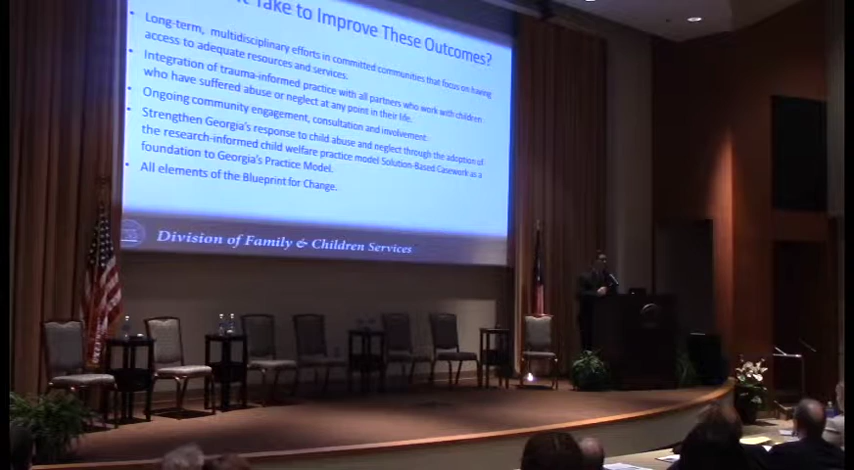 Take to Improve These Outcomes?
• Long-term, multidisciplinary efforts in committed communities that focus on having
access to adequate resources and services.
• Integration of trauma-informed practice with all partners who work with children
who have suffered abuse or neglect at any point in their life.
• Ongoing community engagement, consultation and involvement.
• Strengthen Georgia's response to child abuse and neglect through the adoption of
the research-informed child welfare practice model Solution-Based Casework as a
foundation to Georgia's Practice Model.
• All elements of the Blueprint for Change.
Division of Family & Children Services